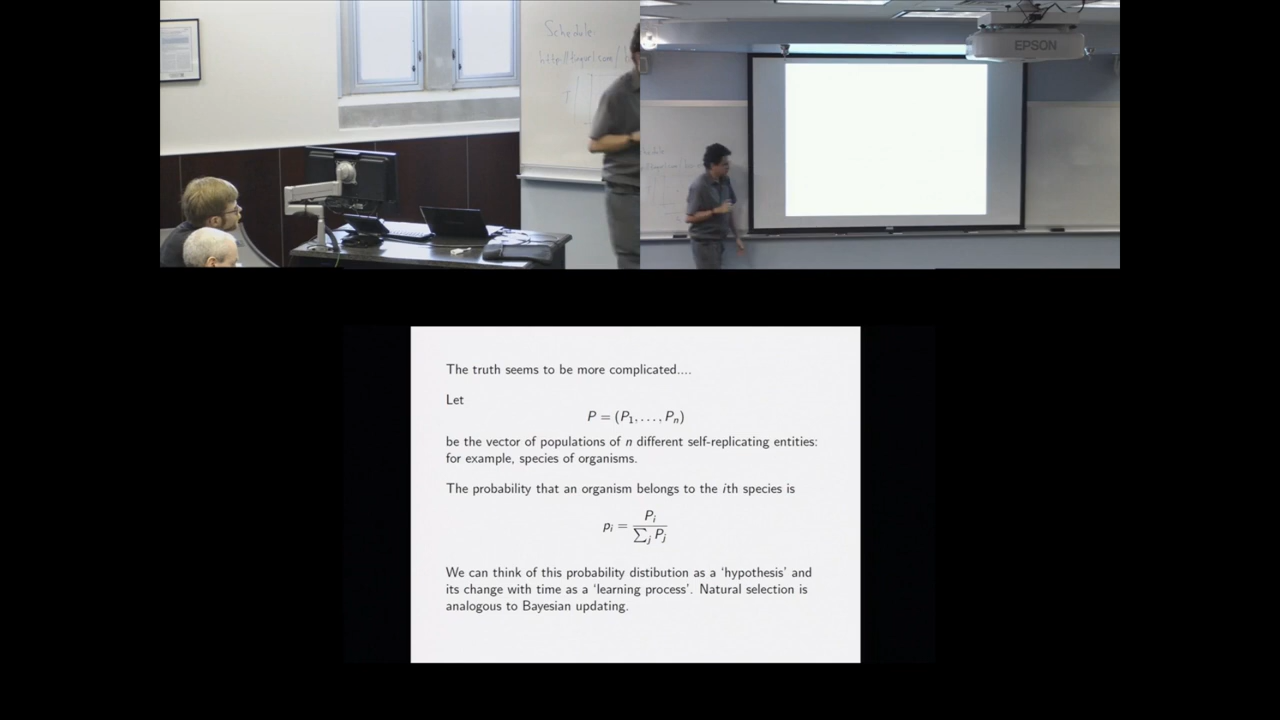 Schedule:
http://tinyurl.com/
EPSON
The truth seems to be more complicated....
Let
P = (P₁, . . . , Pₙ)
be the vector of populations of n different self-replicating entities:
for example, species of organisms.
The probability that an organism belongs to the ith species is
pᵢ = Pᵢ / ∑ⱼ Pⱼ
We can think of this probability distibution as a ‘hypothesis’ and
its change with time as a ‘learning process’. Natural selection is
analogous to Bayesian updating.